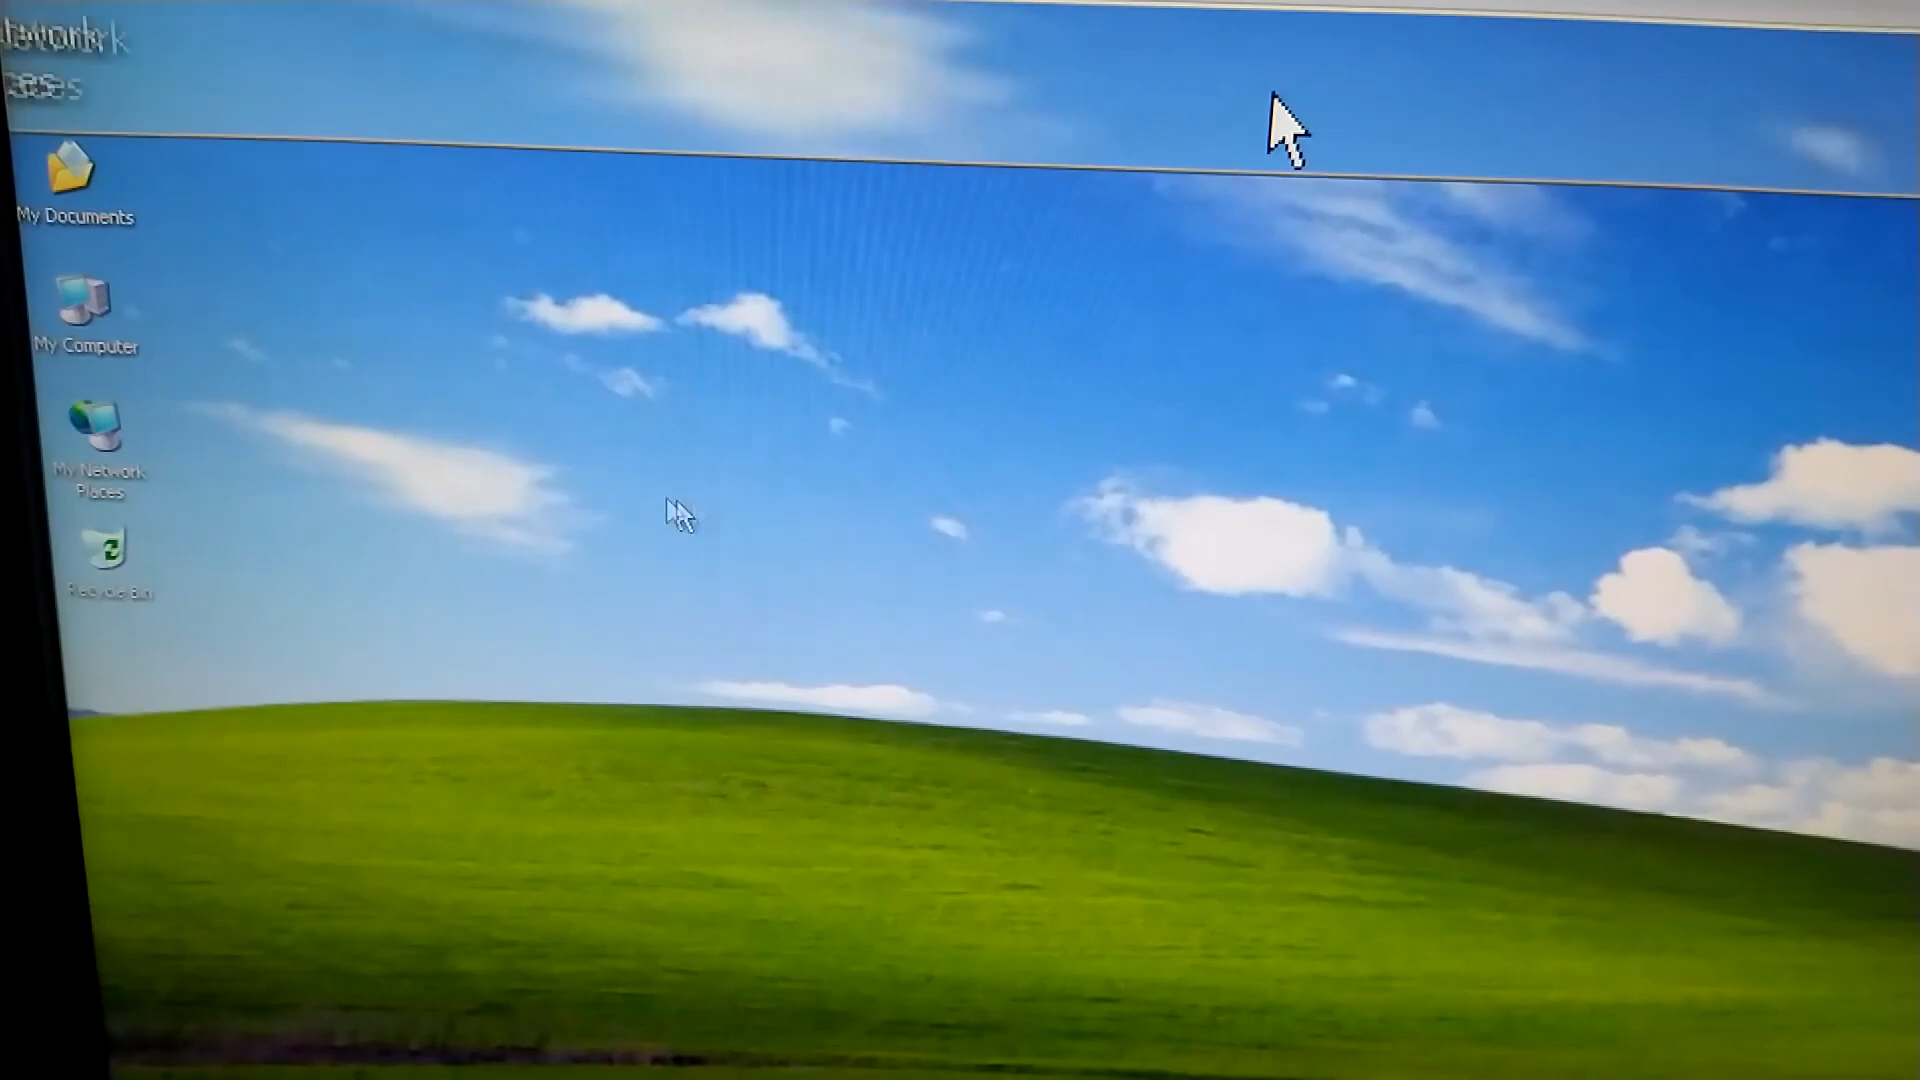 My Documents
My Computer
My Network
Places
Recycle Bin